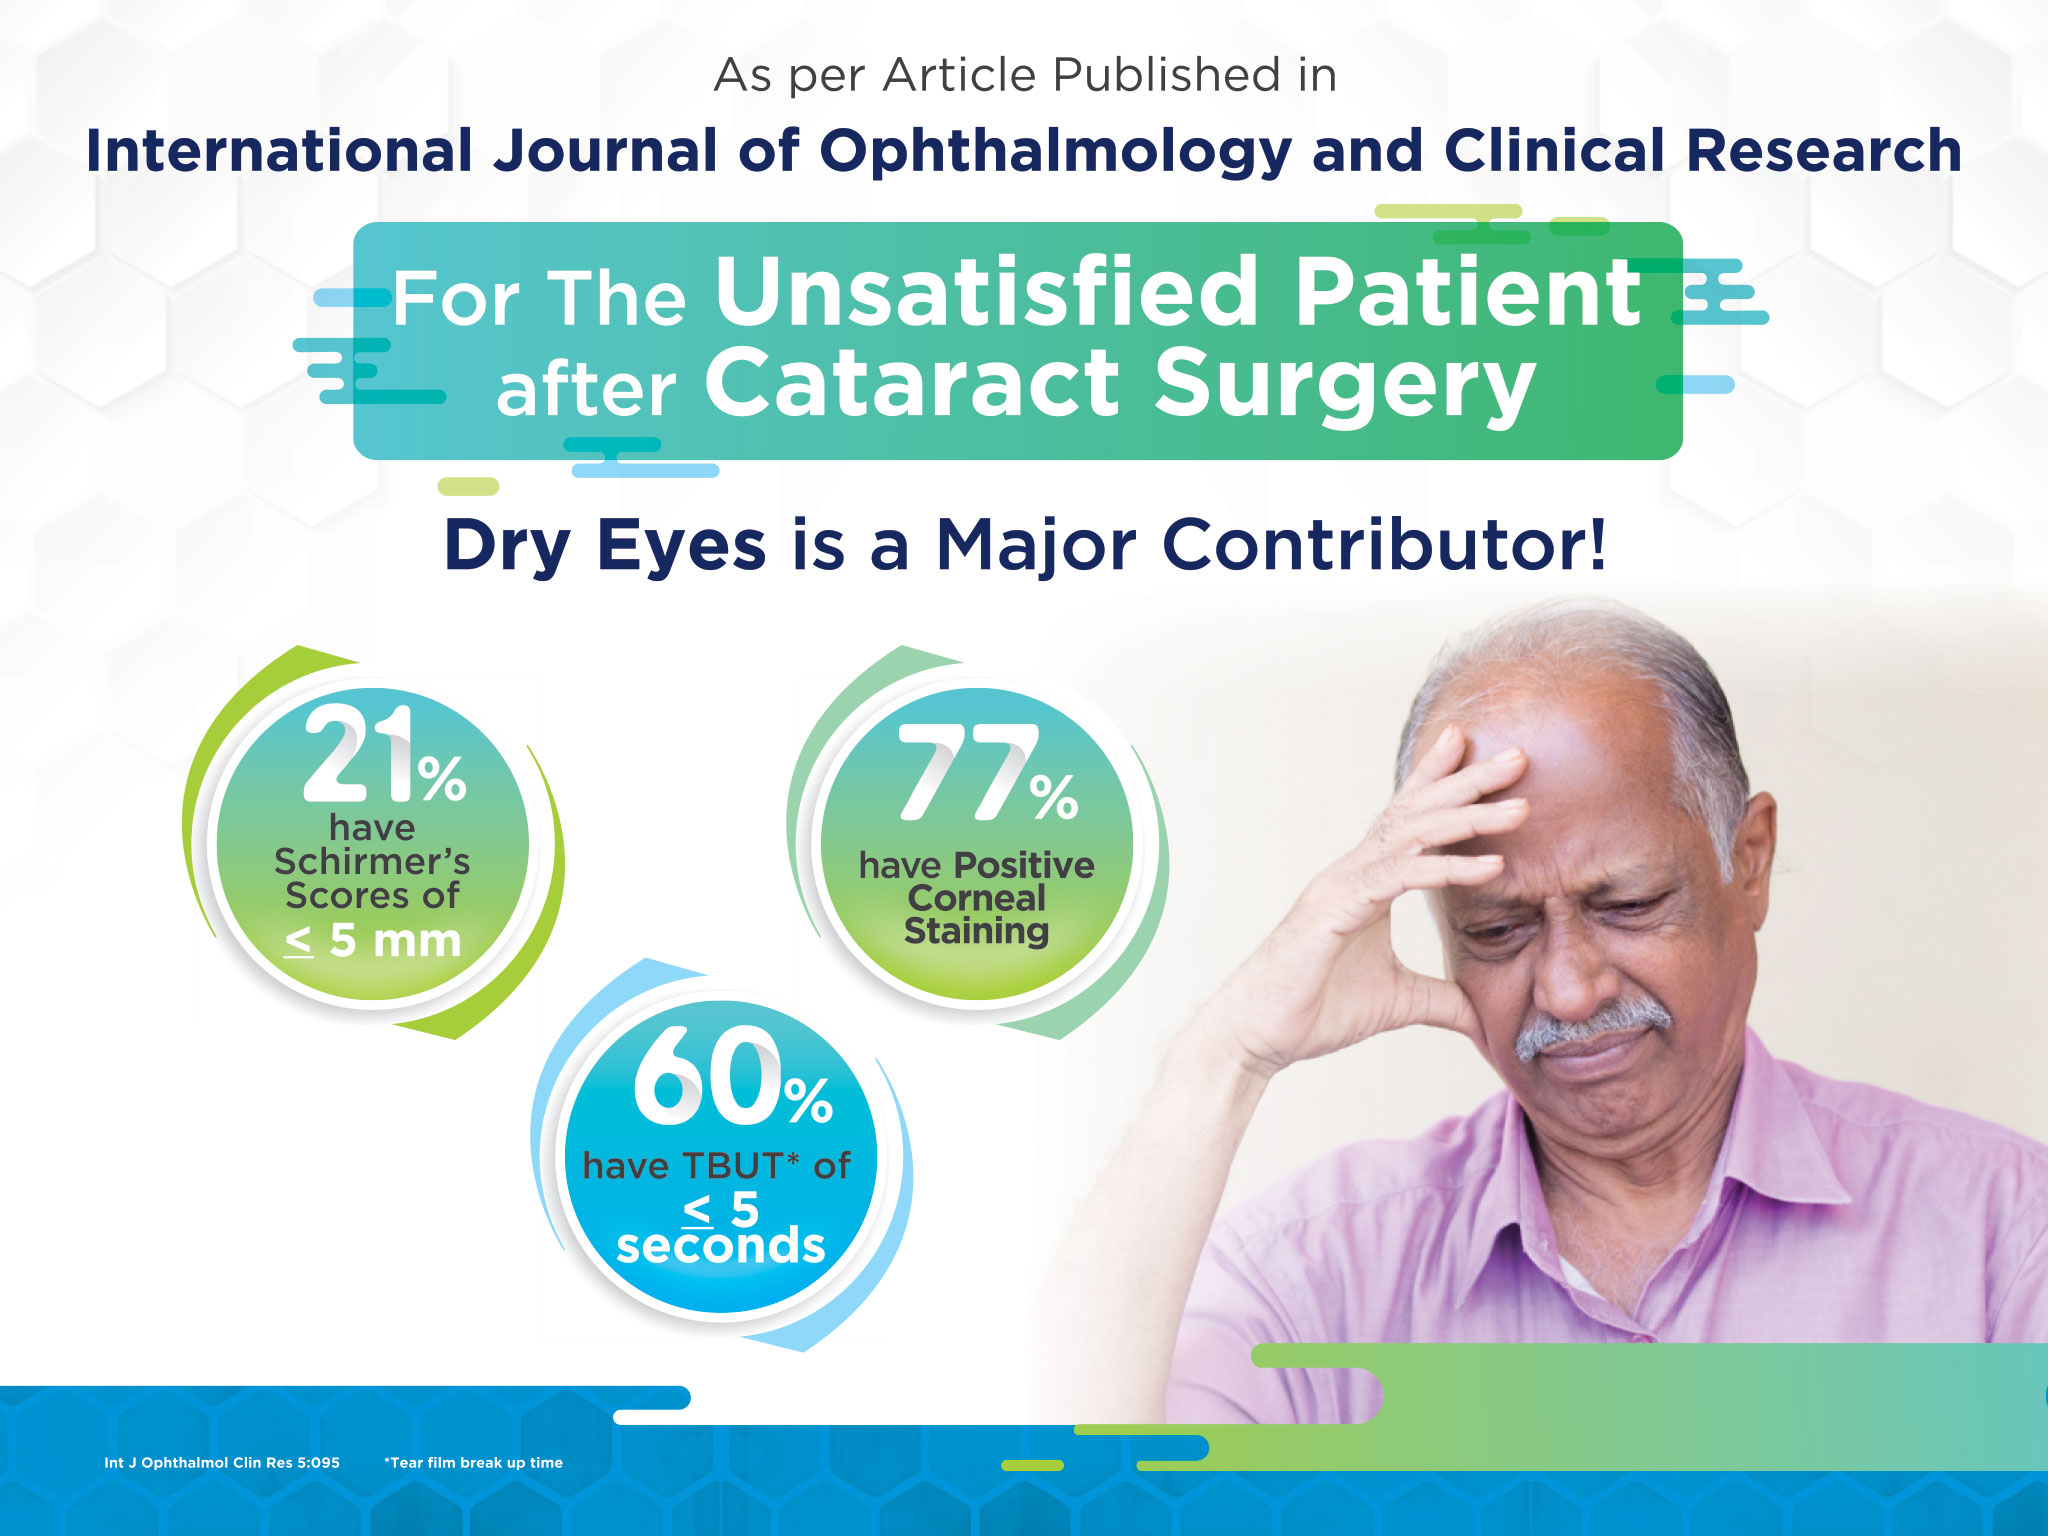 As per Article Published in
International Journal of Ophthalmology and Clinical Research
For The Unsatisfied Patient
after Cataract Surgery
Dry Eyes is a Major Contributor!
21%
have
Schirmer's
Scores of
≤ 5 mm
77%
have Positive
Corneal
Staining
60%
have TBUT* of
≤ 5
seconds
Int J Ophthalmol Clin Res 5:095 *Tear film break up time